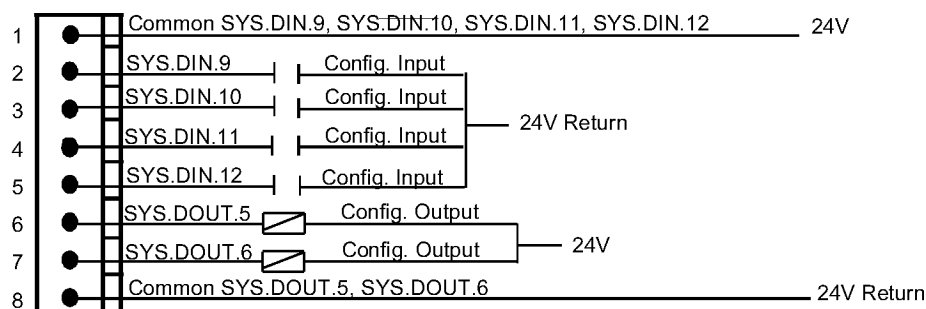 1 Common SYS.DIN.9, SYS.DIN.10, SYS.DIN.11, SYS.DIN.12 24V
2 SYS.DIN.9 Config. Input
3 SYS.DIN.10 Config. Input
24V Return
4 SYS.DIN.11 Config. Input
5 SYS.DIN.12 Config. Input
6 SYS.DOUT.5 Config. Output
24V
7 SYS.DOUT.6 Config. Output
8 Common SYS.DOUT.5, SYS.DOUT.6 24V Return